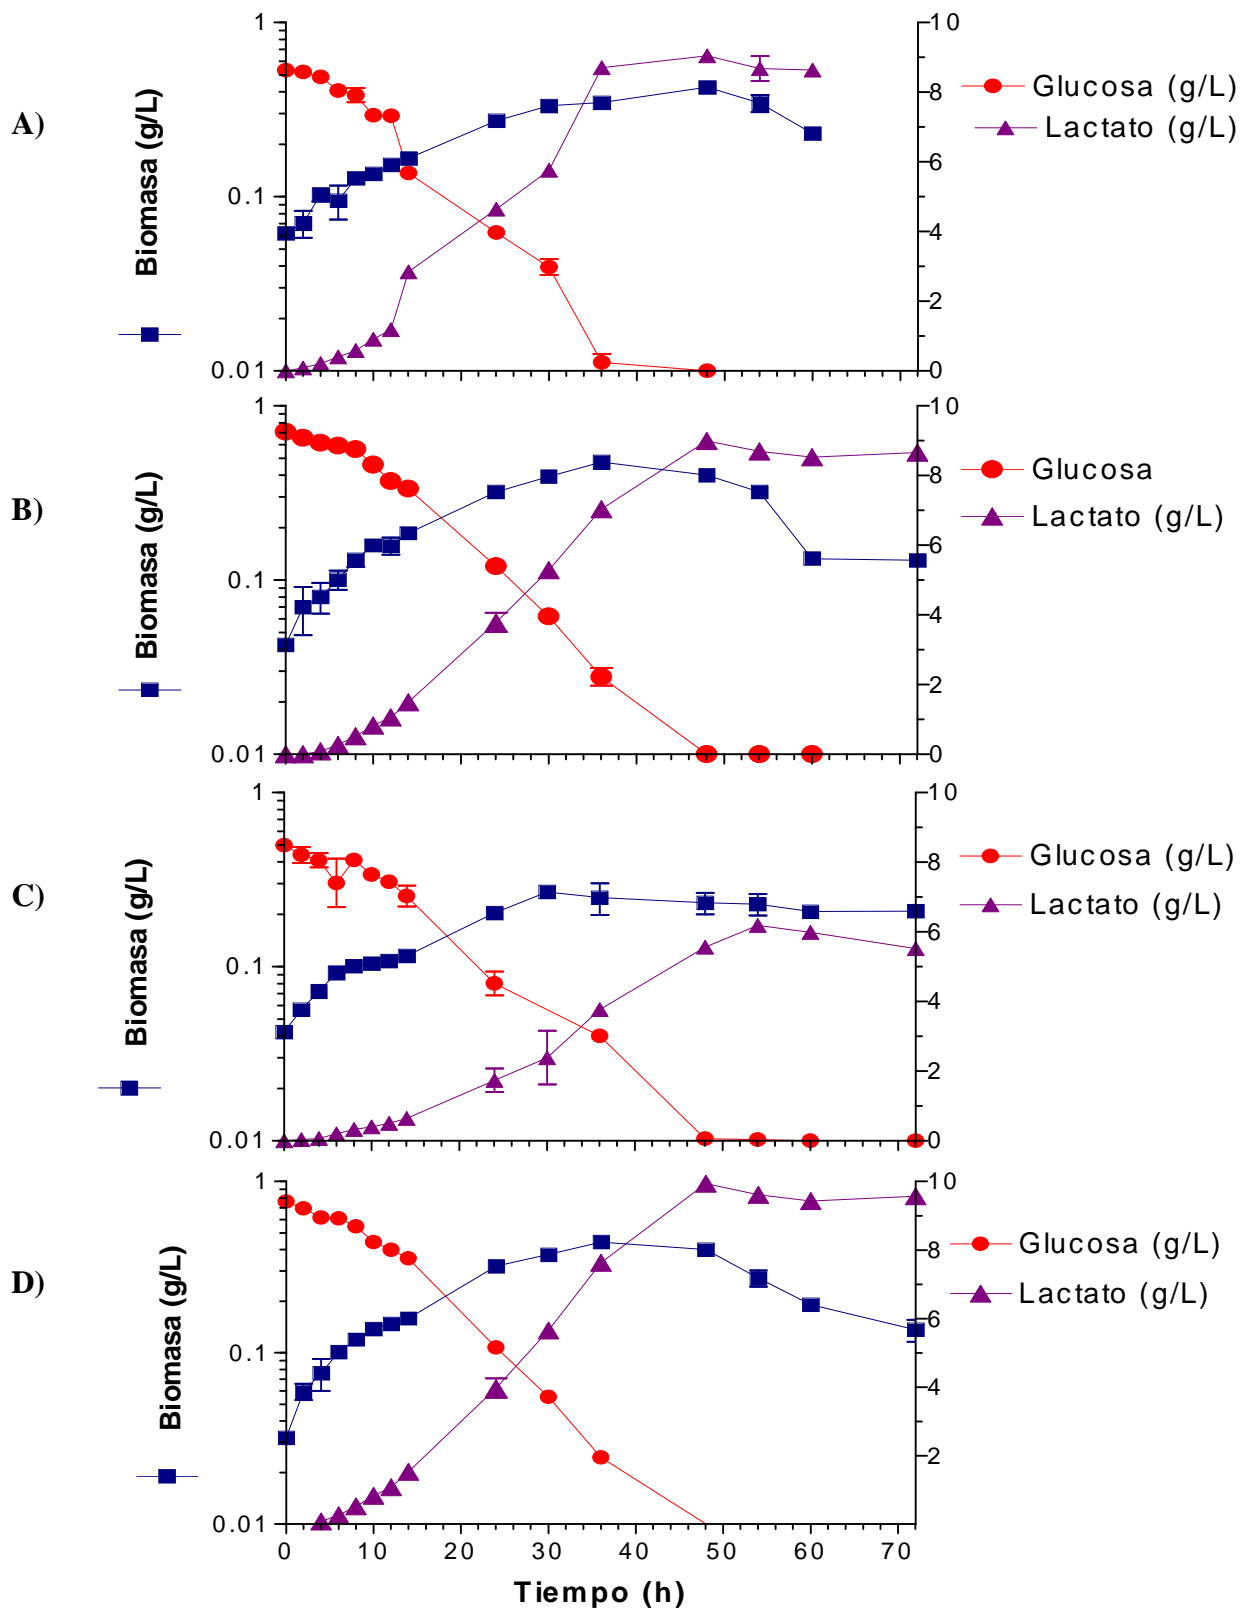 A)
Biomasa (g/L)
1
0.1
0.01
10
8
6
4
2
0
Glucosa (g/L)
Lactato (g/L)
B)
Biomasa (g/L)
1
0.1
0.01
10
8
6
4
2
0
Glucosa
Lactato (g/L)
C)
Biomasa (g/L)
1
0.1
0.01
10
8
6
4
2
0
Glucosa (g/L)
Lactato (g/L)
D)
Biomasa (g/L)
1
0.1
0.01
10
8
6
4
2
Glucosa (g/L)
Lactato (g/L)
0 10 20 30 40 50 60 70
Tiempo (h)